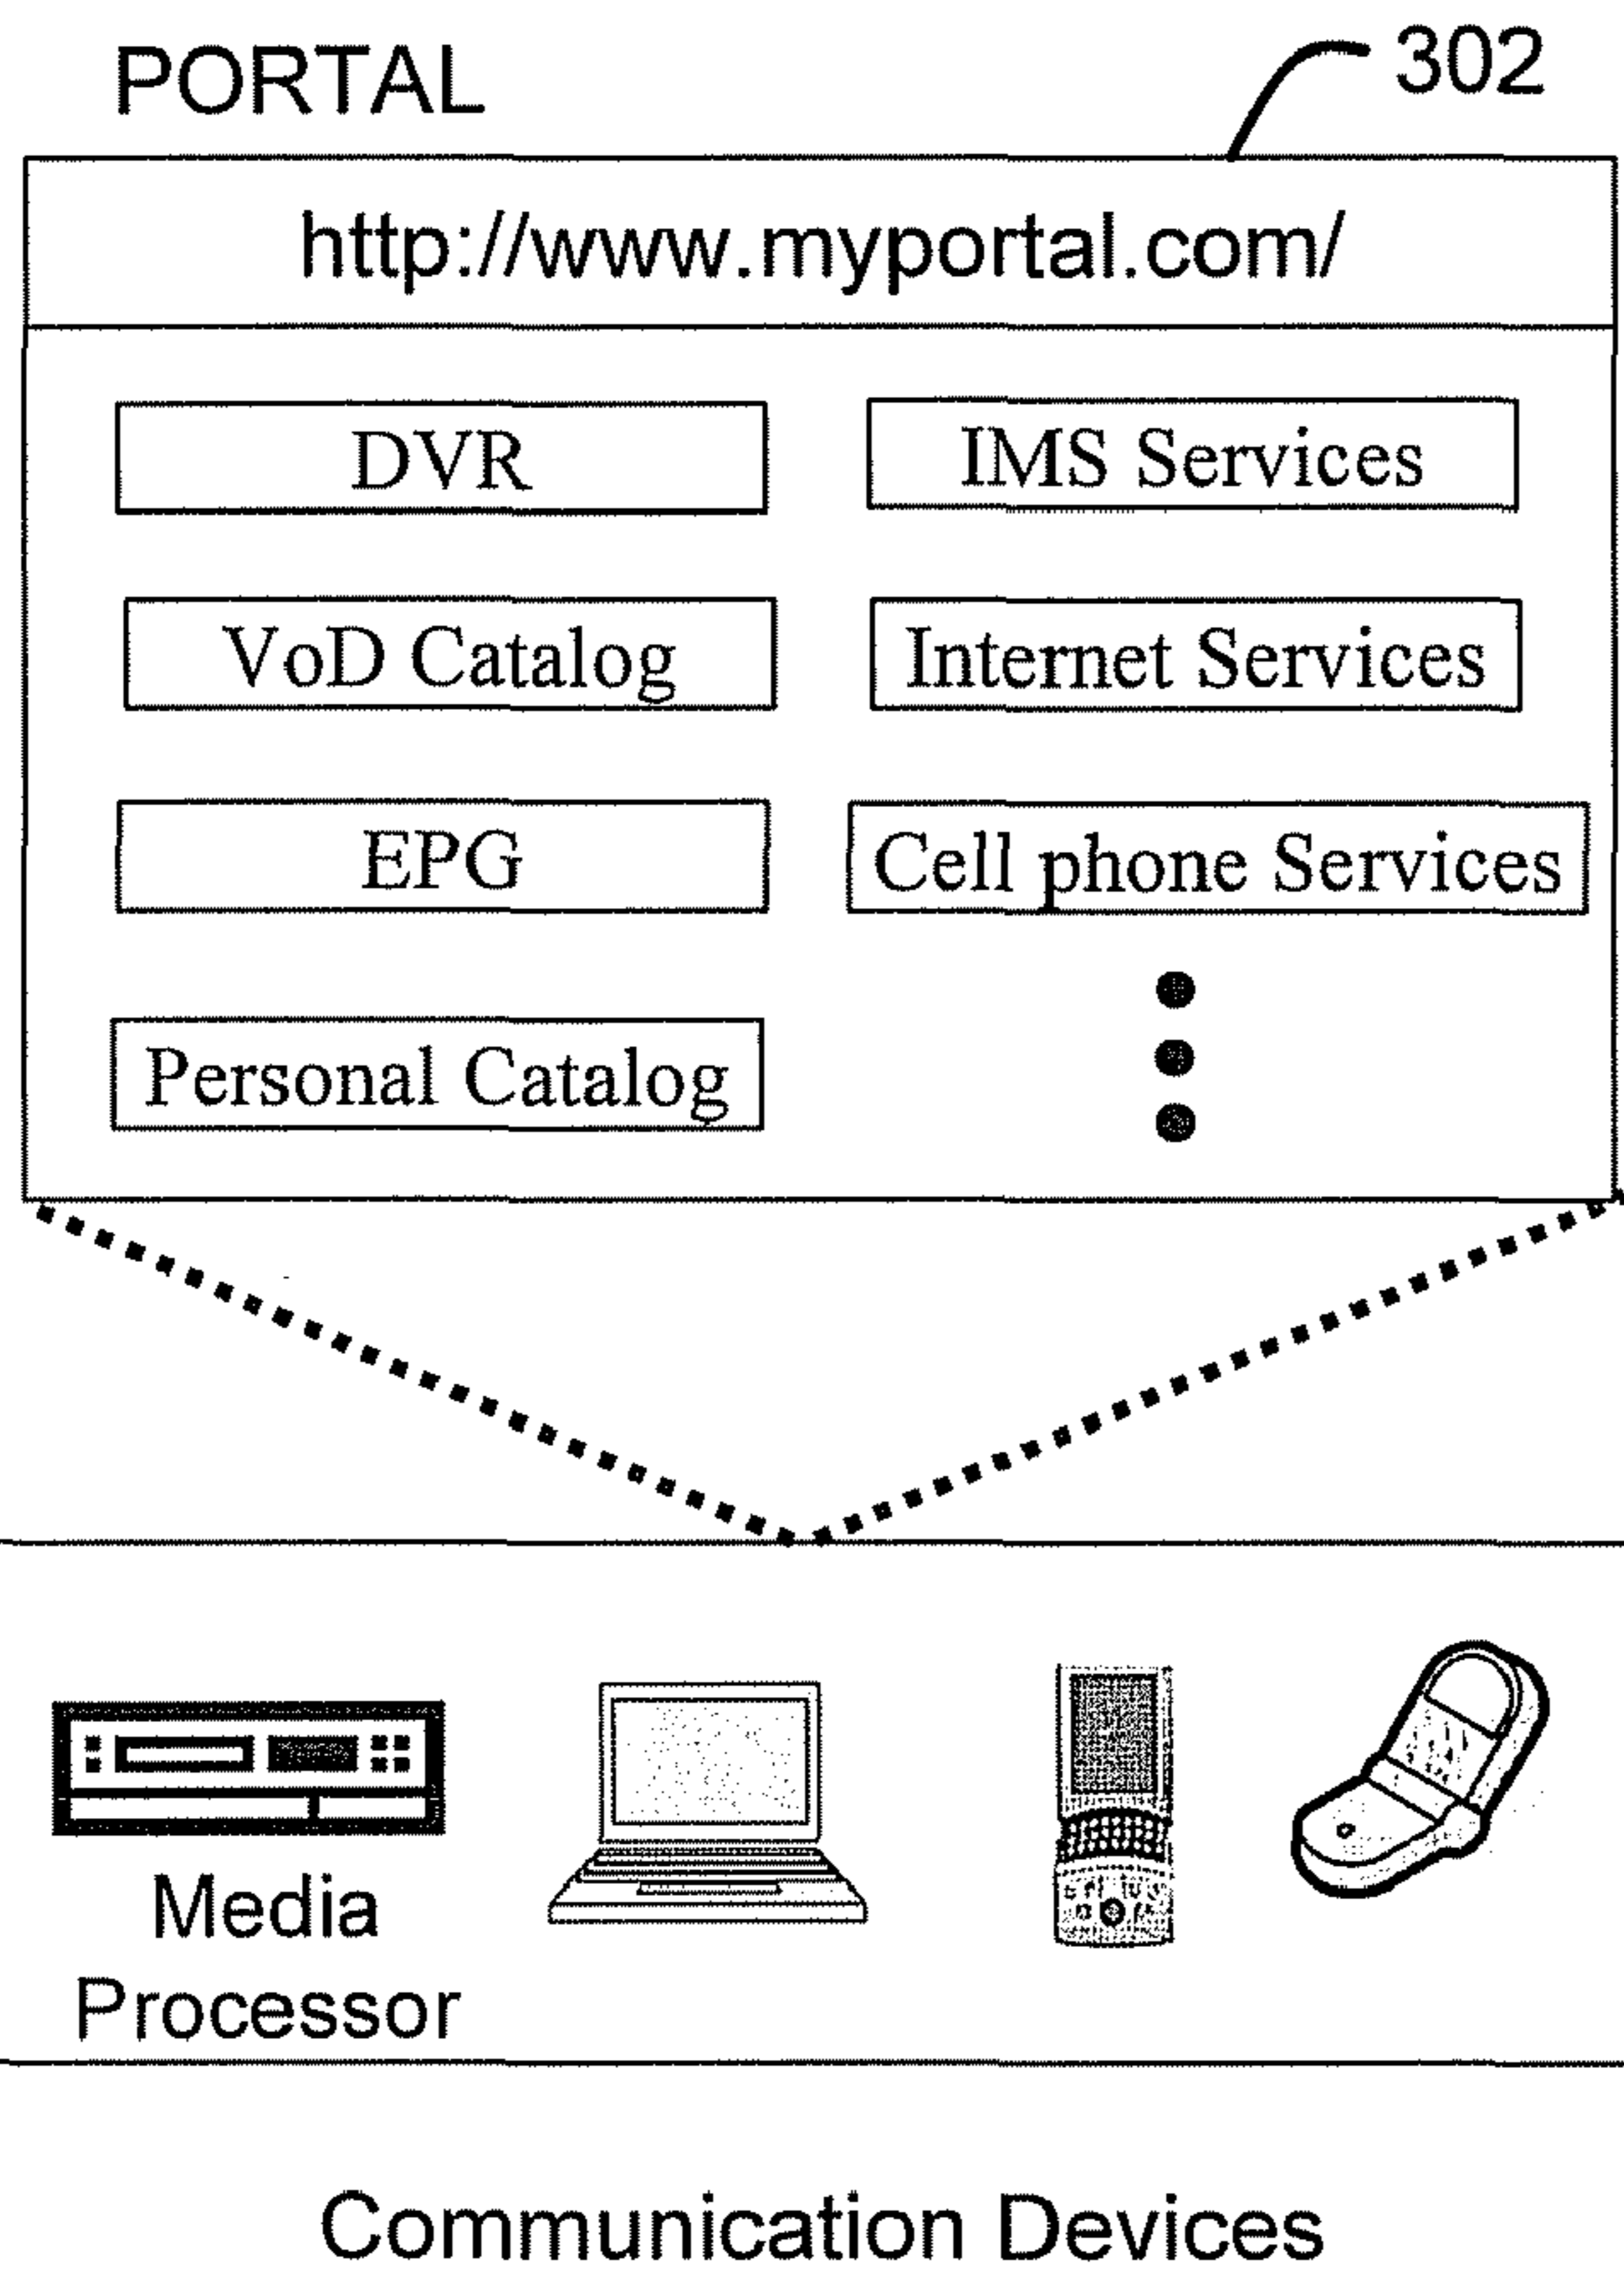 PORTAL
302
http://www.myportal.com/
DVR
IMS Services
VoD Catalog
Internet Services
EPG
Cell phone Services
Personal Catalog
Media
Processor
Communication Devices